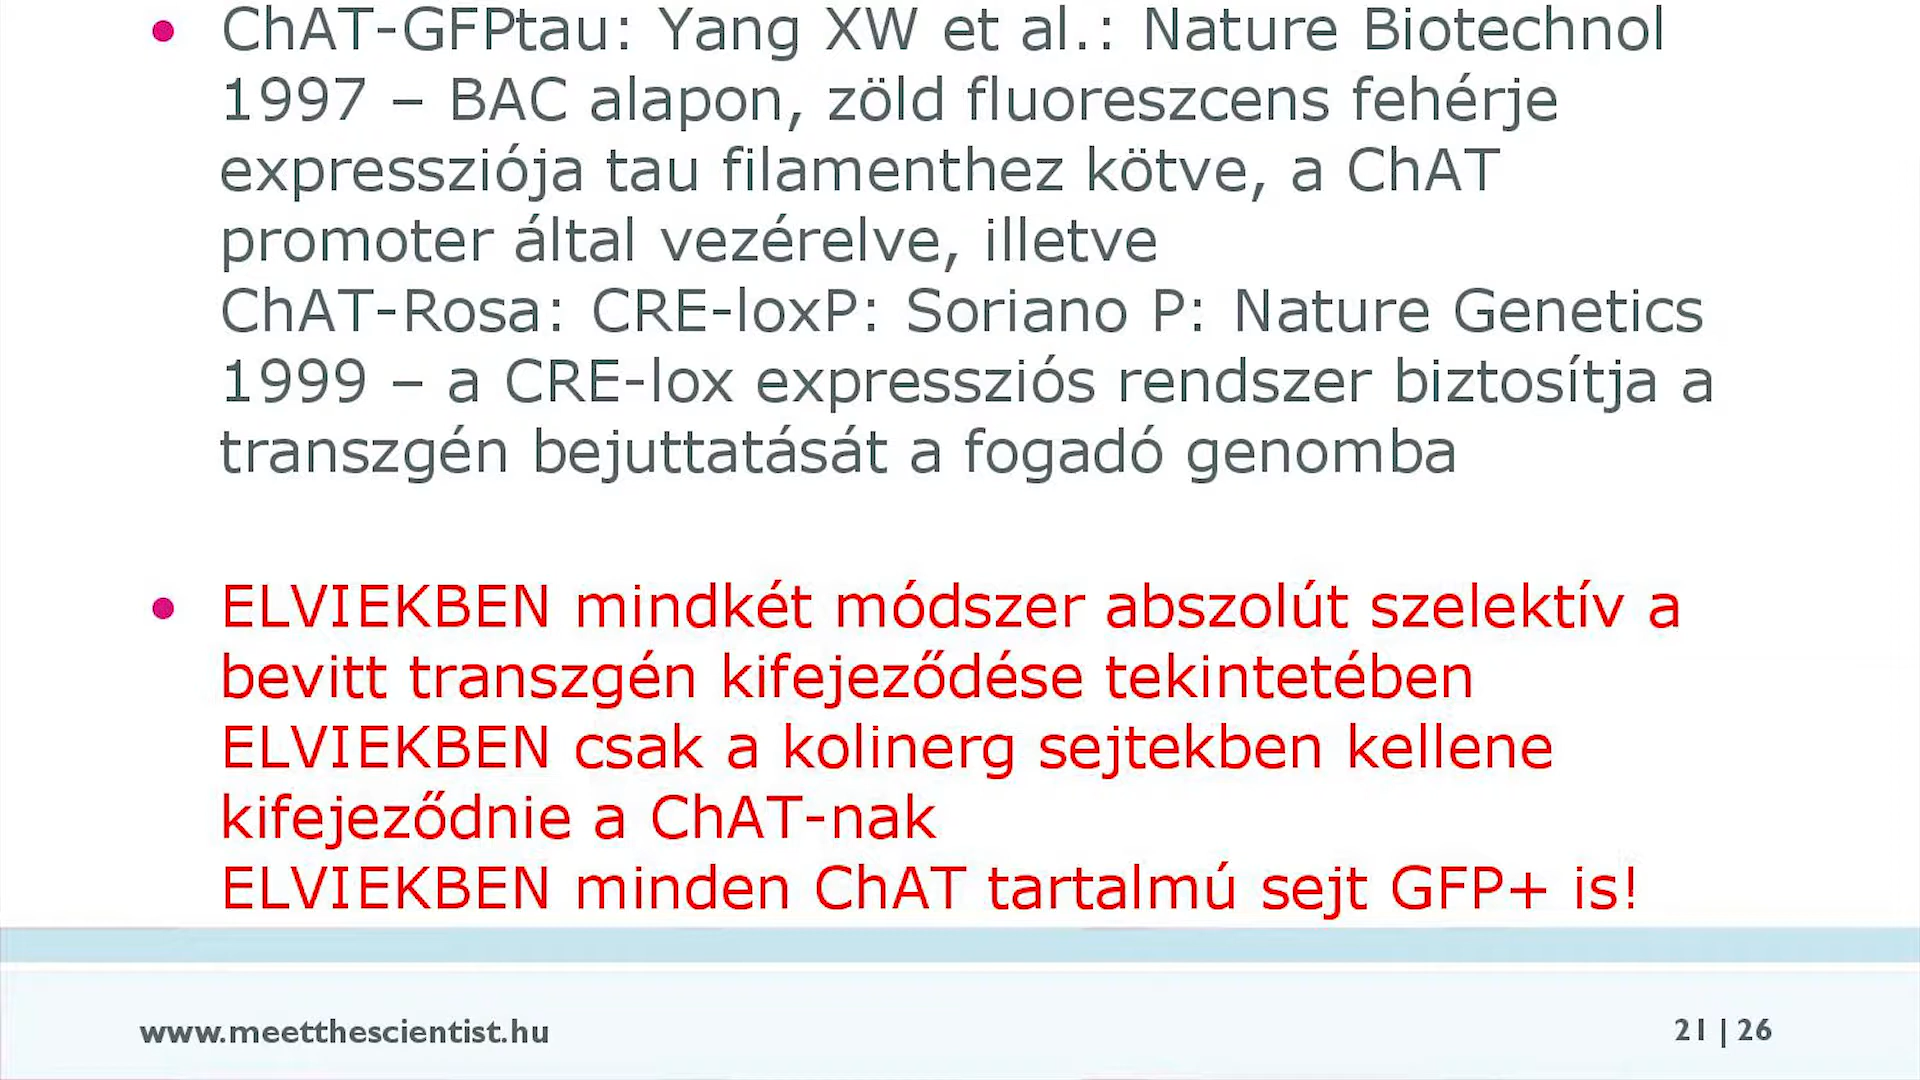 • ChAT-GFPtau: Yang XW et al.: Nature Biotechnol
1997 – BAC alapon, zöld fluoreszcens fehérje
expressziója tau filamenthez kötve, a ChAT
promoter által vezérelve, illetve
ChAT-Rosa: CRE-loxP: Soriano P: Nature Genetics
1999 – a CRE-lox expressziós rendszer biztosítja a
transzgén bejuttatását a fogadó genomba
• ELVIEKBEN mindkét módszer abszolút szelektív a
bevitt transzgén kifejeződése tekintetében
ELVIEKBEN csak a kolinerg sejtekben kellene
kifejeződnie a ChAT-nak
ELVIEKBEN minden ChAT tartalmú sejt GFP+ is!
www.meetthescientist.hu
21 | 26